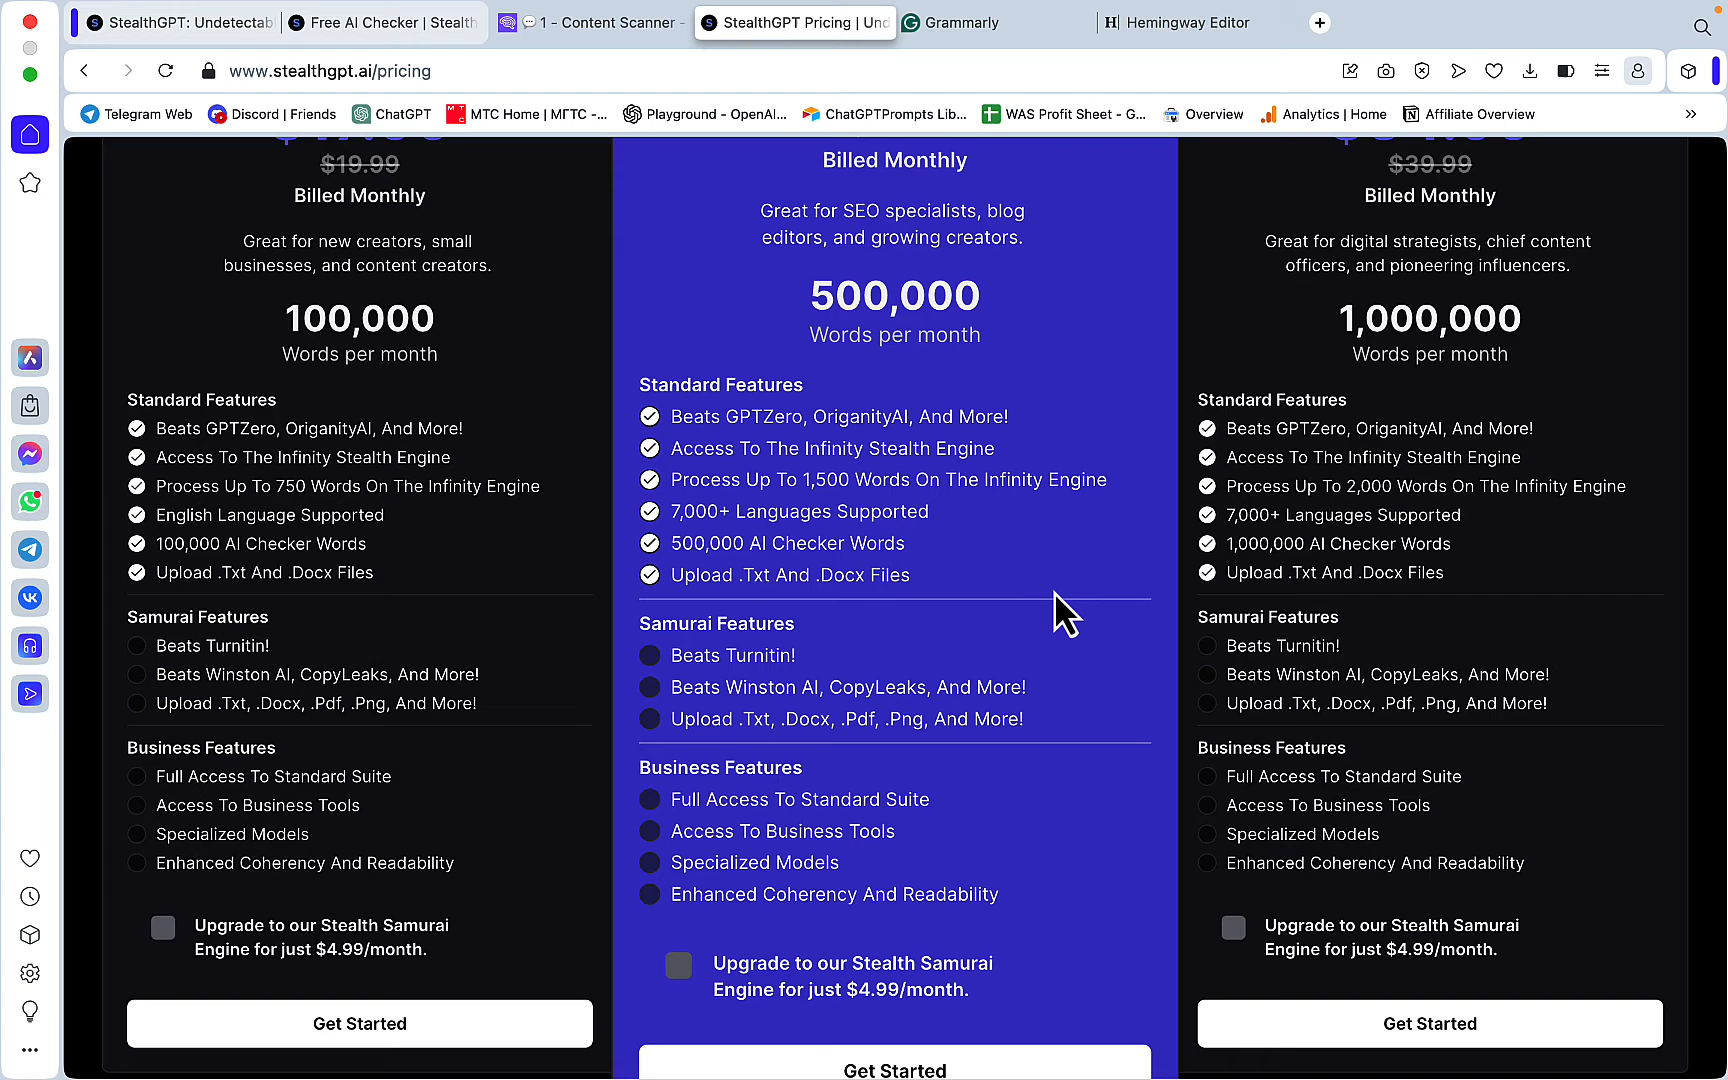 StealthGPT: Undetectab
Free AI Checker | Stealth
1 - Content Scanner -
StealthGPT Pricing | Und
Grammarly
Hemingway Editor
www.stealthgpt.ai/pricing
Telegram Web
Discord | Friends
ChatGPT
МТС Home | МГТС -...
Playground - OpenAI...
ChatGPTPrompts Lib...
WAS Profit Sheet - G...
Overview
Analytics | Home
Affiliate Overview
$19.99
Billed Monthly
Great for new creators, small
businesses, and content creators.
100,000
Words per month
Standard Features
Beats GPTZero, OriganityAI, And More!
Access To The Infinity Stealth Engine
Process Up To 750 Words On The Infinity Engine
English Language Supported
100,000 AI Checker Words
Upload .Txt And .Docx Files
Samurai Features
Beats Turnitin!
Beats Winston AI, CopyLeaks, And More!
Upload .Txt, .Docx, .Pdf, .Png, And More!
Business Features
Full Access To Standard Suite
Access To Business Tools
Specialized Models
Enhanced Coherency And Readability
Upgrade to our Stealth Samurai
Engine for just $4.99/month.
Get Started
Billed Monthly
Great for SEO specialists, blog
editors, and growing creators.
500,000
Words per month
Standard Features
Beats GPTZero, OriganityAI, And More!
Access To The Infinity Stealth Engine
Process Up To 1,500 Words On The Infinity Engine
7,000+ Languages Supported
500,000 AI Checker Words
Upload .Txt And .Docx Files
Samurai Features
Beats Turnitin!
Beats Winston AI, CopyLeaks, And More!
Upload .Txt, .Docx, .Pdf, .Png, And More!
Business Features
Full Access To Standard Suite
Access To Business Tools
Specialized Models
Enhanced Coherency And Readability
Upgrade to our Stealth Samurai
Engine for just $4.99/month.
Get Started
$39.99
Billed Monthly
Great for digital strategists, chief content
officers, and pioneering influencers.
1,000,000
Words per month
Standard Features
Beats GPTZero, OriganityAI, And More!
Access To The Infinity Stealth Engine
Process Up To 2,000 Words On The Infinity Engine
7,000+ Languages Supported
1,000,000 AI Checker Words
Upload .Txt And .Docx Files
Samurai Features
Beats Turnitin!
Beats Winston AI, CopyLeaks, And More!
Upload .Txt, .Docx, .Pdf, .Png, And More!
Business Features
Full Access To Standard Suite
Access To Business Tools
Specialized Models
Enhanced Coherency And Readability
Upgrade to our Stealth Samurai
Engine for just $4.99/month.
Get Started